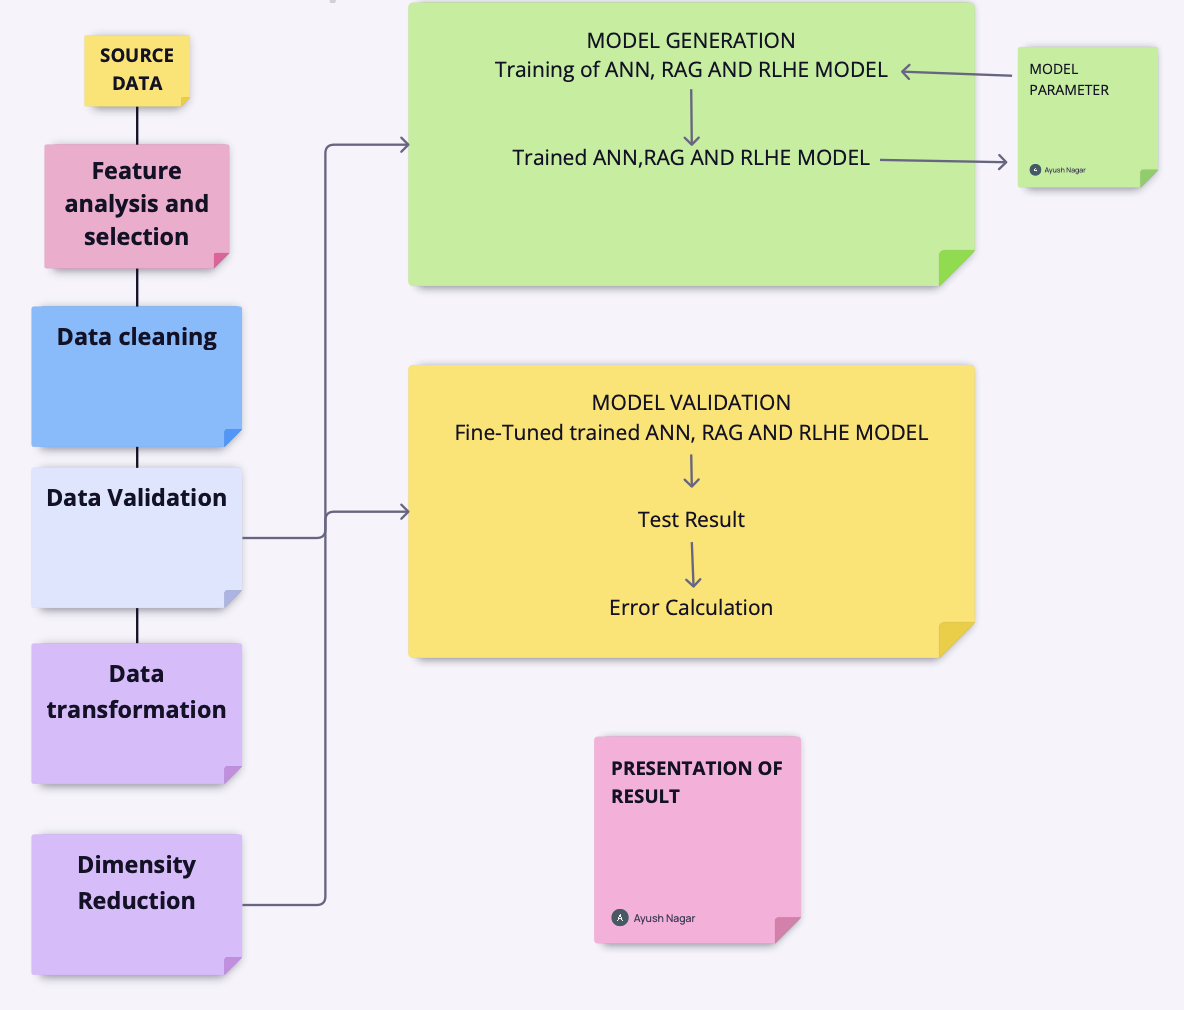 SOURCE
DATA
Feature
analysis and
selection
Data cleaning
Data Validation
Data
transformation
Dimensity
Reduction
MODEL GENERATION
Training of ANN, RAG AND RLHE MODEL
Trained ANN,RAG AND RLHE MODEL
MODEL
PARAMETER
Ayush Nagar
MODEL VALIDATION
Fine-Tuned trained ANN, RAG AND RLHE MODEL
Test Result
Error Calculation
PRESENTATION OF
RESULT
A Ayush Nagar